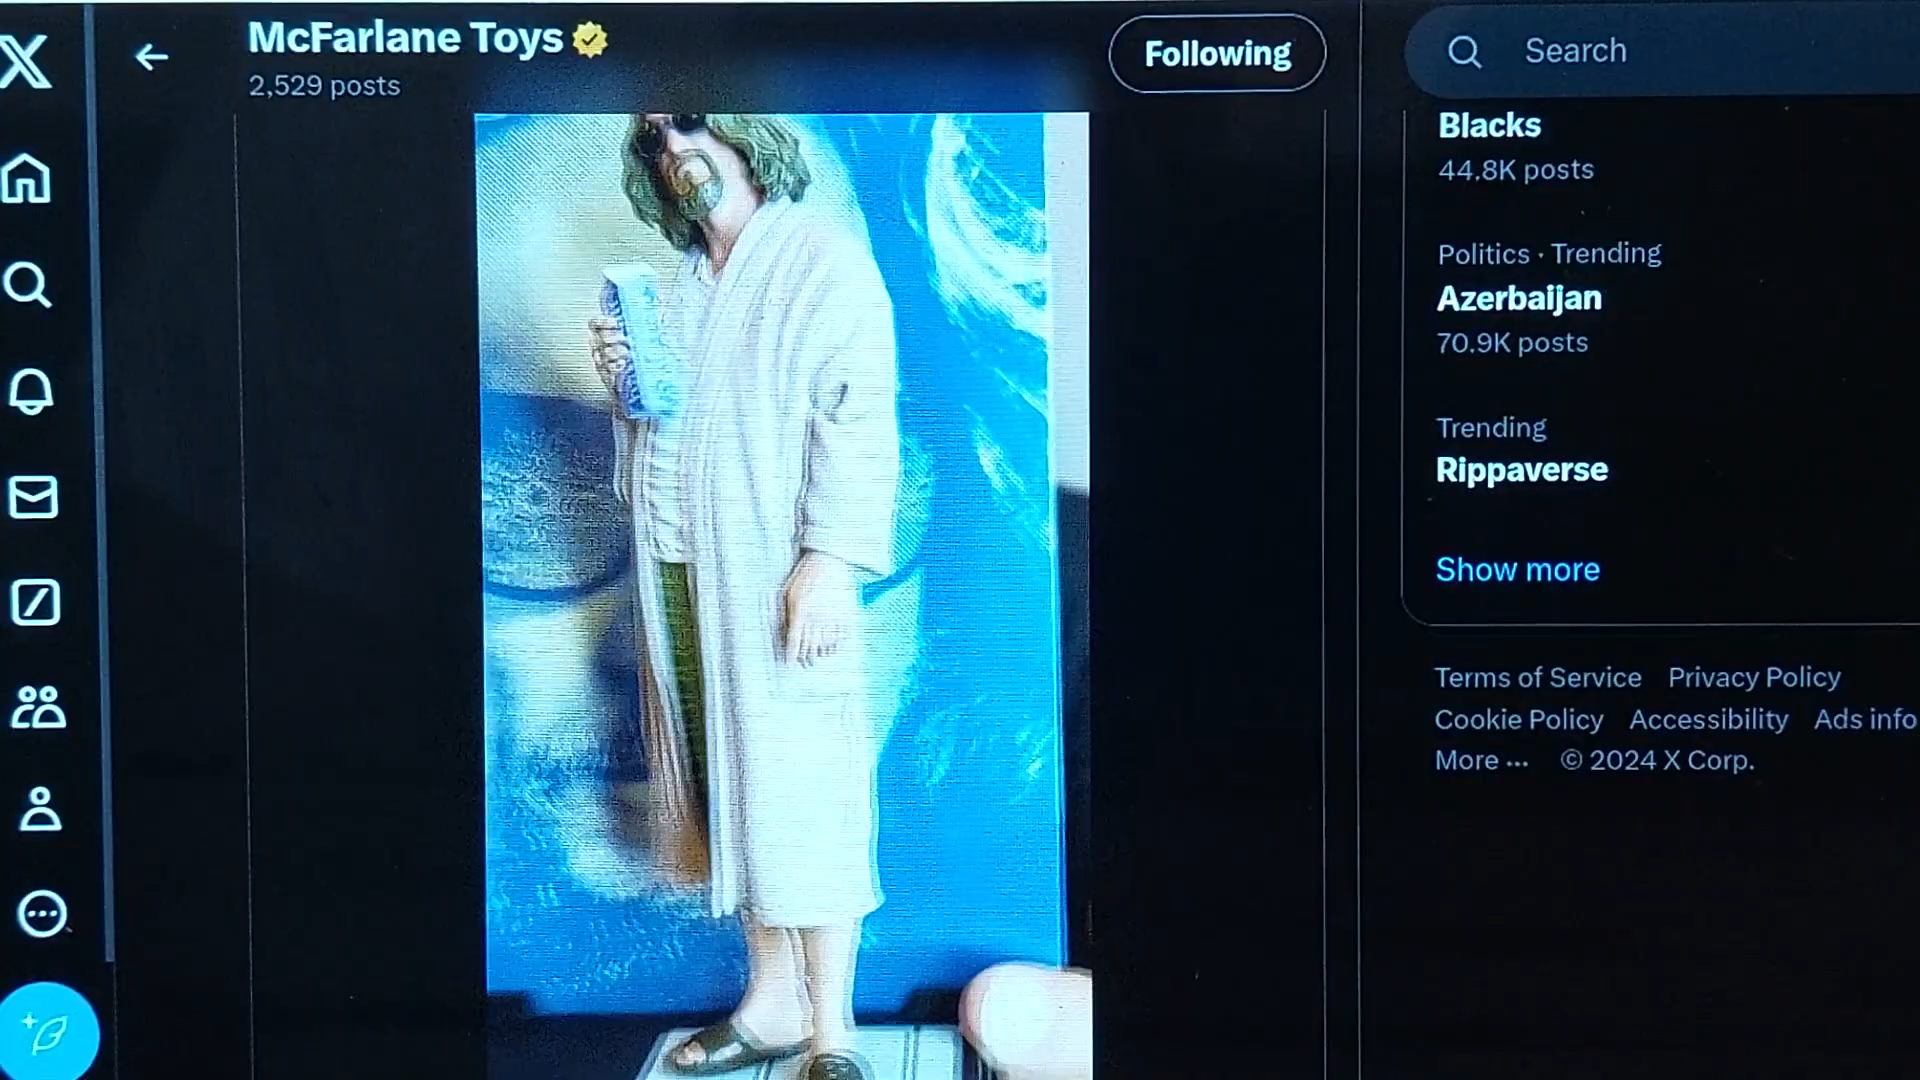 McFarlane Toys
2,529 posts
Following
Search
Blacks
44.8K posts
Politics · Trending
Azerbaijan
70.9K posts
Trending
Rippaverse
Show more
Terms of Service Privacy Policy
Cookie Policy Accessibility Ads info
More ··· © 2024 X Corp.